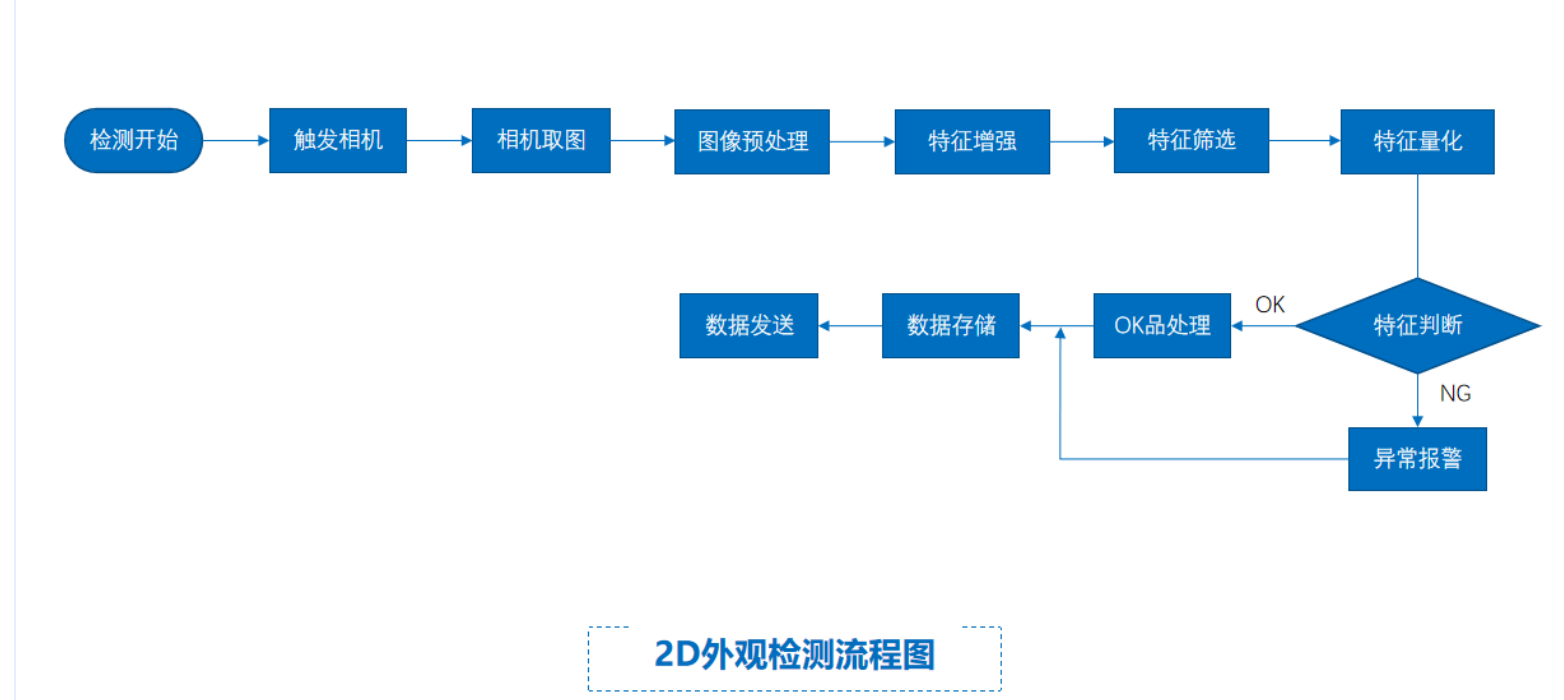 检测开始
触发相机
相机取图
图像预处理
特征增强
特征筛选
特征量化
特征判断
OK
OK品处理
数据存储
数据发送
NG
异常报警
2D外观检测流程图